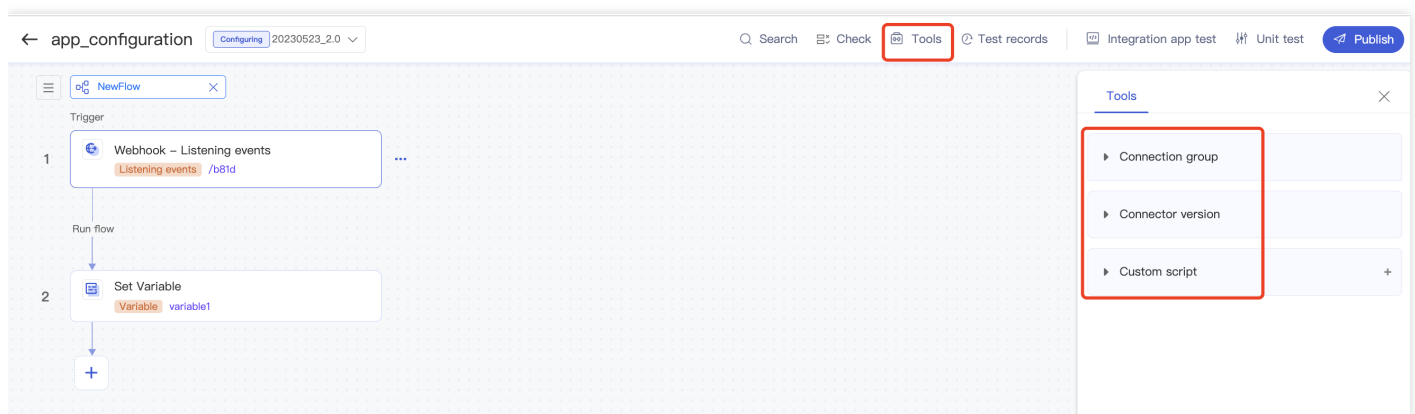 app_configuration Configuring 20230523_2.0 Search Check Tools Test records Integration app test Unit test Publish
NewFlow
Tools
Trigger
1
Webhook – Listening events
Listening events /b81d
Connection group
Connector version
Run flow
Custom script +
2
Set Variable
Variable variable1
+